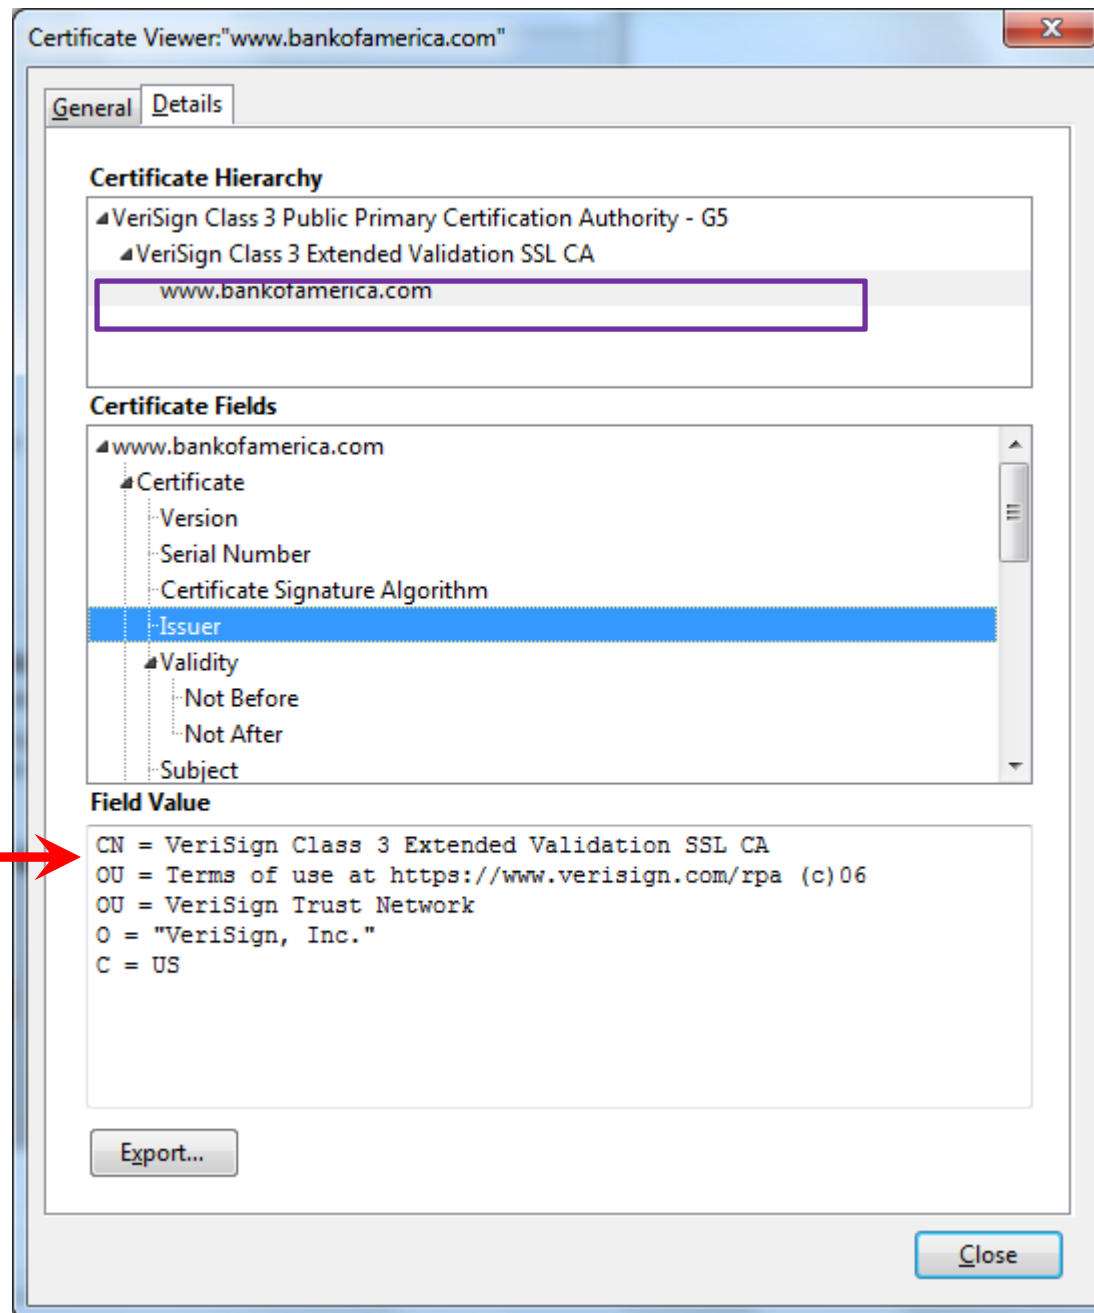 Certificate Viewer:"www.bankofamerica.com"
X
General Details
Certificate Hierarchy
VeriSign Class 3 Public Primary Certification Authority - G5
VeriSign Class 3 Extended Validation SSL CA
www.bankofamerica.com
Certificate Fields
www.bankofamerica.com
Certificate
Version
Serial Number
Certificate Signature Algorithm
Issuer
Validity
Not Before
Not After
Subject
Field Value
CN = VeriSign Class 3 Extended Validation SSL CA
OU = Terms of use at https://www.verisign.com/rpa (c)06
OU = VeriSign Trust Network
O = "VeriSign, Inc."
C = US
Export...
Close